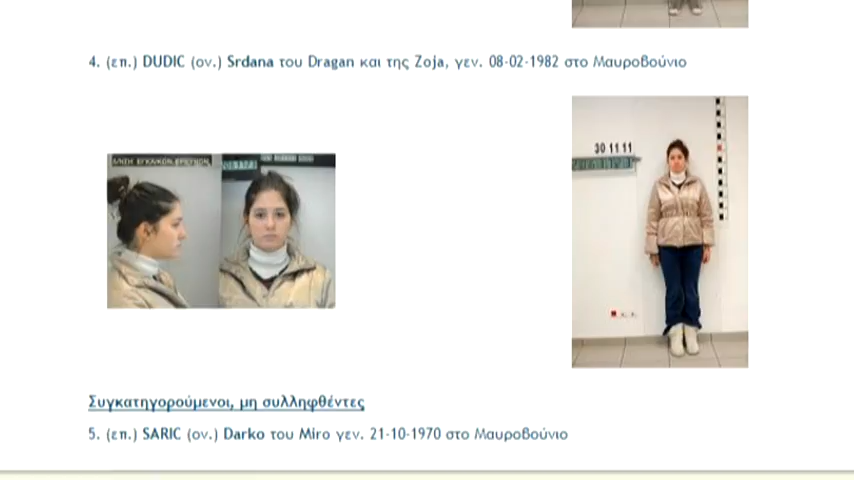 4. (επ.) DUDIC (ον.) Srdana του Dragan και της Zoja, γεν. 08-02-1982 στο Μαυροβούνιο
30 11 11
Συγκατηγορούμενοι, μη συλληφθέντες
5. (επ.) SARIC (ον.) Darko του Miro γεν. 21-10-1970 στο Μαυροβούνιο